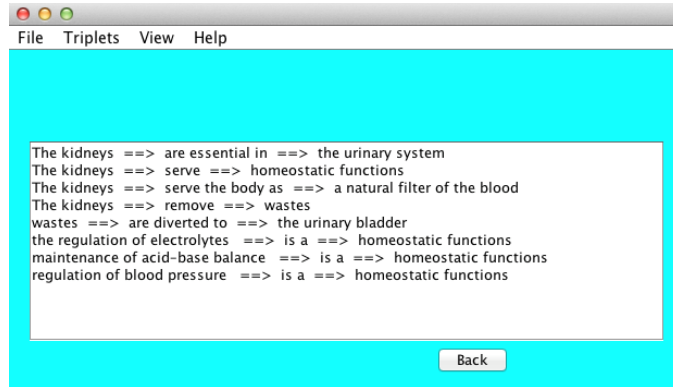 File Triplets View Help
The kidneys ==> are essential in ==> the urinary system
The kidneys ==> serve ==> homeostatic functions
The kidneys ==> serve the body as ==> a natural filter of the blood
The kidneys ==> remove ==> wastes
wastes ==> are diverted to ==> the urinary bladder
the regulation of electrolytes ==> is a ==> homeostatic functions
maintenance of acid-base balance ==> is a ==> homeostatic functions
regulation of blood pressure ==> is a ==> homeostatic functions
Back